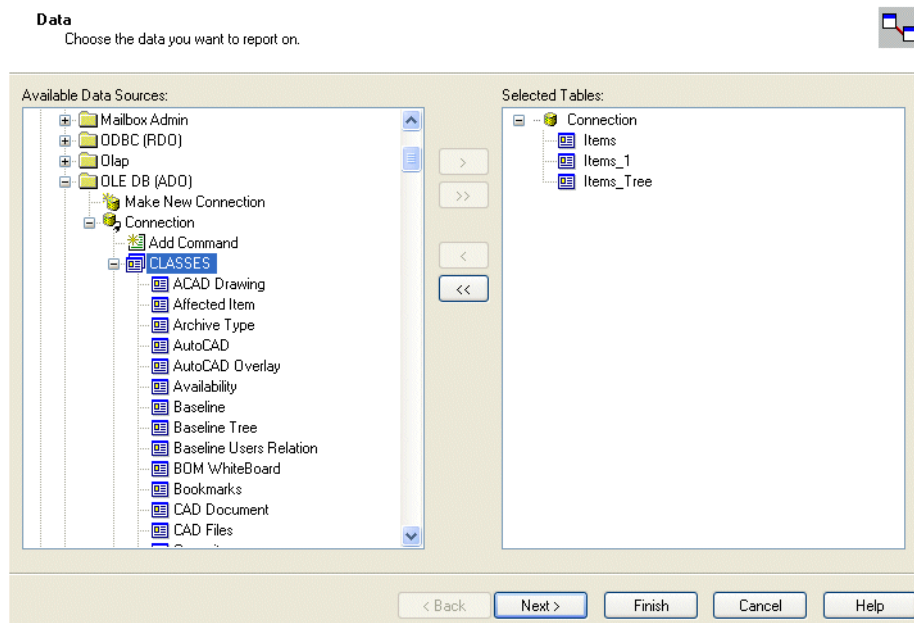 Data
Choose the data you want to report on.
Available Data Sources:
Mailbox Admin
ODBC (RDO)
Olap
OLE DB (ADO)
Make New Connection
Connection
Add Command
CLASSES
ACAD Drawing
Affected Item
Archive Type
AutoCAD
AutoCAD Overlay
Availability
Baseline
Baseline Tree
Baseline Users Relation
BOM WhiteBoard
Bookmarks
CAD Document
CAD Files
>
>>
<
<<
Selected Tables:
Connection
Items
Items_1
Items_Tree
< Back
Next >
Finish
Cancel
Help